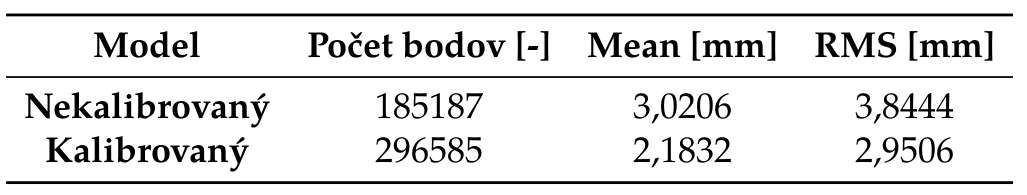 Model Počet bodov [-] Mean [mm] RMS [mm]
Nekalibrovaný 185187 3,0206 3,8444
Kalibrovaný 296585 2,1832 2,9506